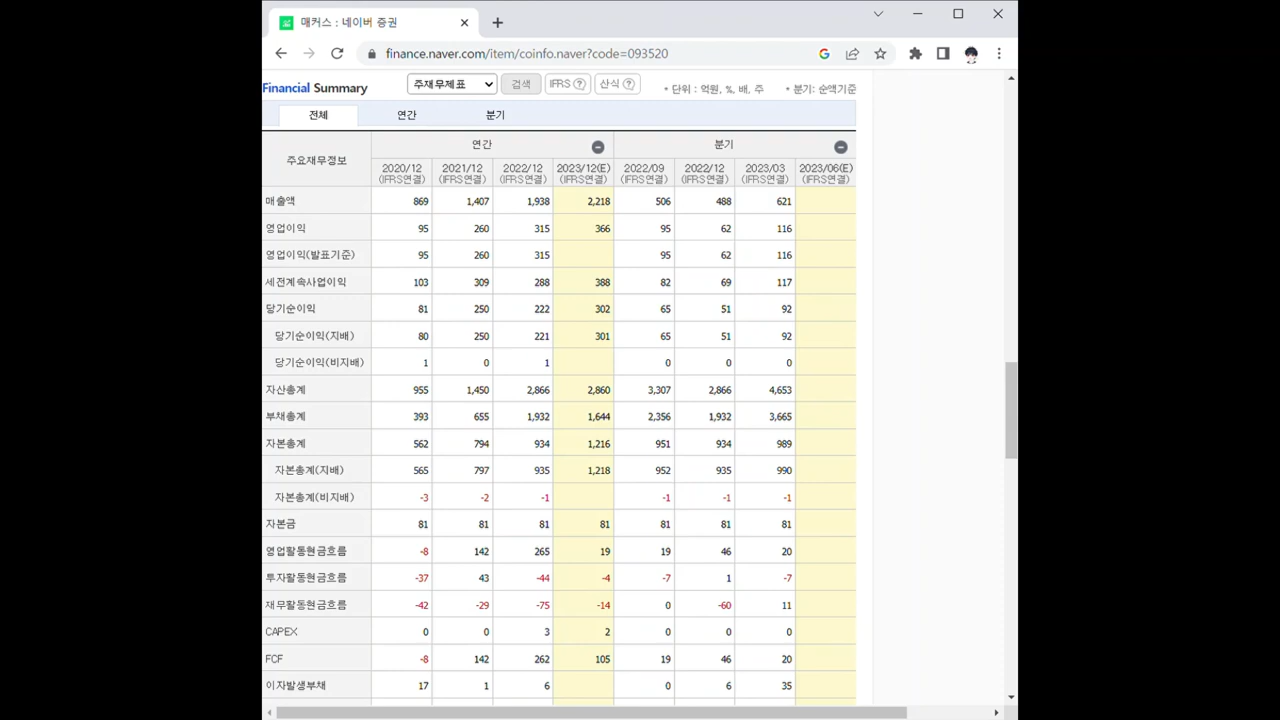 매커스 : 네이버 증권
finance.naver.com/item/coinfo.naver?code=093520
Financial Summary 주재무제표 검색 IFRS ? 산식 ? * 단위 : 억원, %, 배, 주 * 분기: 순액기준
전체 연간 분기
주요재무정보 연간 분기
2020/12 (IFRS연결) 2021/12 (IFRS연결) 2022/12 (IFRS연결) 2023/12(E) (IFRS연결) 2022/09 (IFRS연결) 2022/12 (IFRS연결) 2023/03 (IFRS연결) 2023/06(E) (IFRS연결)
매출액 869 1,407 1,938 2,218 506 488 621
영업이익 95 260 315 366 95 62 116
영업이익(발표기준) 95 260 315 95 62 116
세전계속사업이익 103 309 288 388 82 69 117
당기순이익 81 250 222 302 65 51 92
당기순이익(지배) 80 250 221 301 65 51 92
당기순이익(비지배) 1 0 1 0 0 0
자산총계 955 1,450 2,866 2,860 3,307 2,866 4,653
부채총계 393 655 1,932 1,644 2,356 1,932 3,665
자본총계 562 794 934 1,216 951 934 989
자본총계(지배) 565 797 935 1,218 952 935 990
자본총계(비지배) -3 -2 -1 -1 -1 -1
자본금 81 81 81 81 81 81 81
영업활동현금흐름 -8 142 265 19 19 46 20
투자활동현금흐름 -37 43 -44 -4 -7 1 -7
재무활동현금흐름 -42 -29 -75 -14 0 -60 11
CAPEX 0 0 3 2 0 0 0
FCF -8 142 262 105 19 46 20
이자발생부채 17 1 6 0 6 35